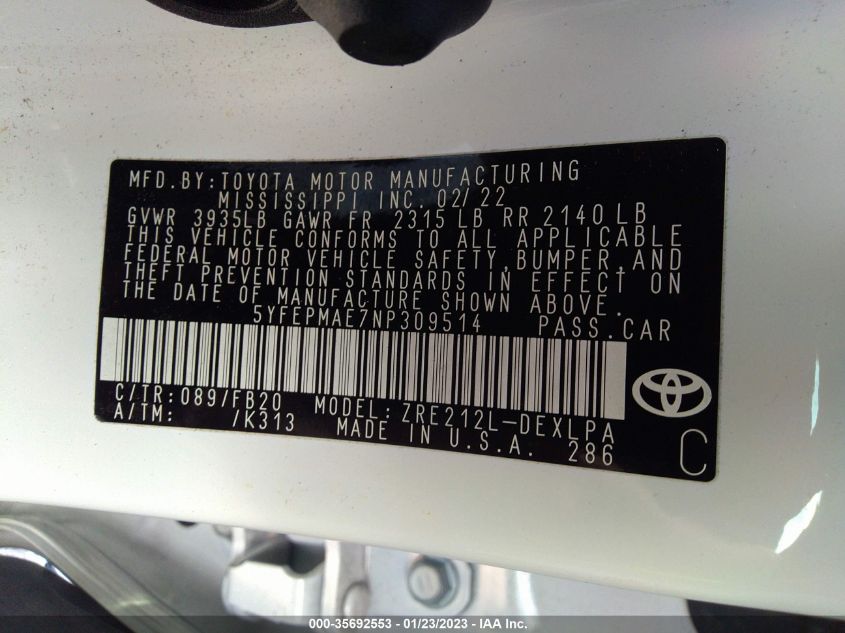 MFD.BY:TOYOTA MOTOR MANUFACTURING
MISSISSIPPI INC. 02/22
GVWR 3935LB GAWR FR 2315 LB RR 2140 LB
THIS VEHICLE CONFORMS TO ALL APPLICABLE
FEDERAL MOTOR VEHICLE SAFETY,BUMPER,AND
THEFT PREVENTION STANDARDS IN EFFECT ON
THE DATE OF MANUFACTURE SHOWN ABOVE.
5YFEPMAE7NP309514 PASS.CAR
C/TR:089/FB20 MODEL:ZRE212L-DEXLPA
A/TM: /K313 MADE IN U.S.A. 286
C
000-35692553 - 01/23/2023 - IAA Inc.